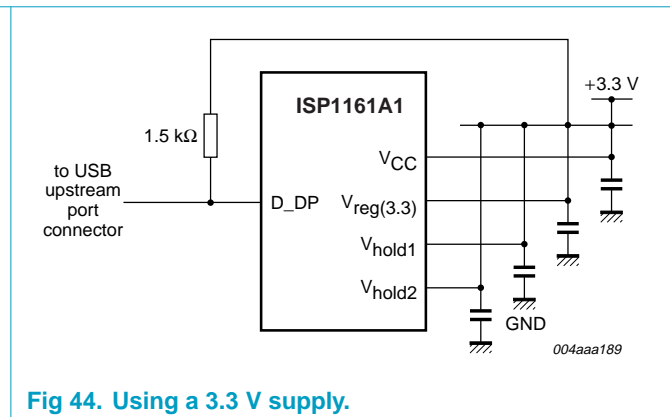 ISP1161A1
+3.3 V
1.5 kΩ
to USB
upstream
port
connector
D_DP
VCC
Vreg(3.3)
Vhold1
Vhold2
GND
004aaa189
Fig 44. Using a 3.3 V supply.